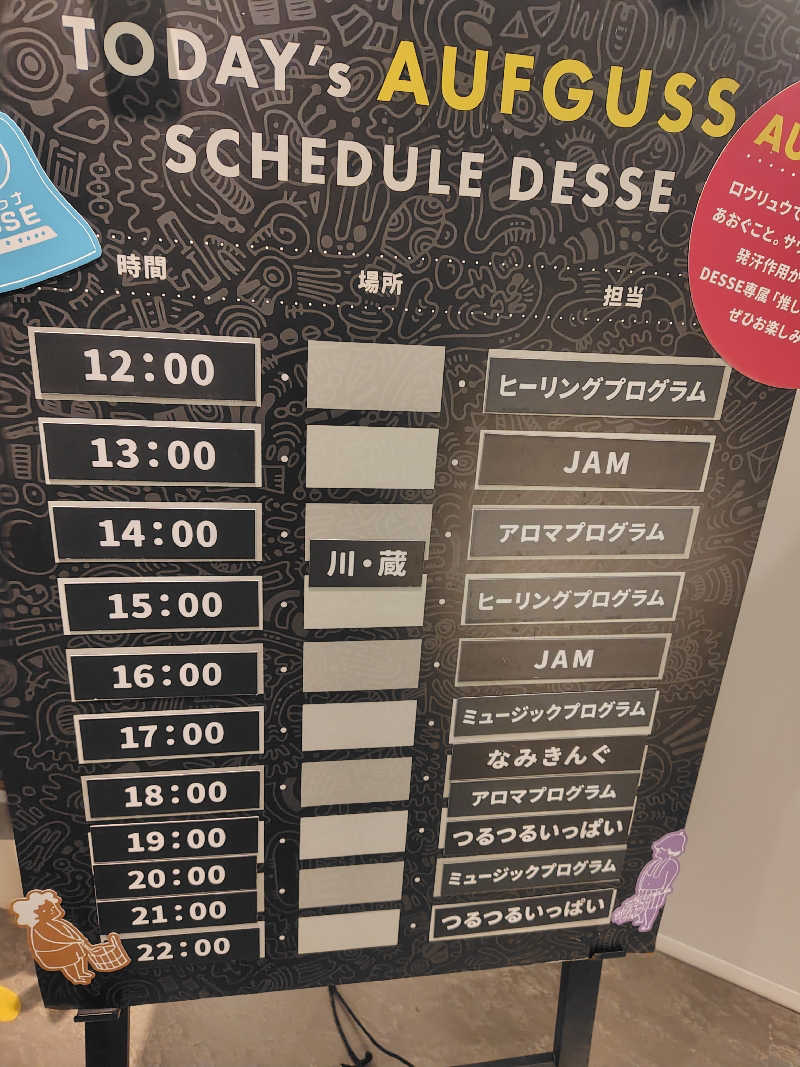 TODAY's AUFGUSS
SCHEDULE DESSE
ロウリュウで
あおぐこと。サ
発汗作用が
DESSE専属「推し
ぜひお楽しみ
時間 場所 担当
12:00 ヒーリングプログラム
13:00 JAM
14:00 アロマプログラム
川・蔵
15:00 ヒーリングプログラム
16:00 JAM
17:00 ミュージックプログラム
なみきんぐ
18:00 アロマプログラム
19:00 つるつるいっぱい
20:00 ミュージックプログラム
21:00 つるつるいっぱい
22:00